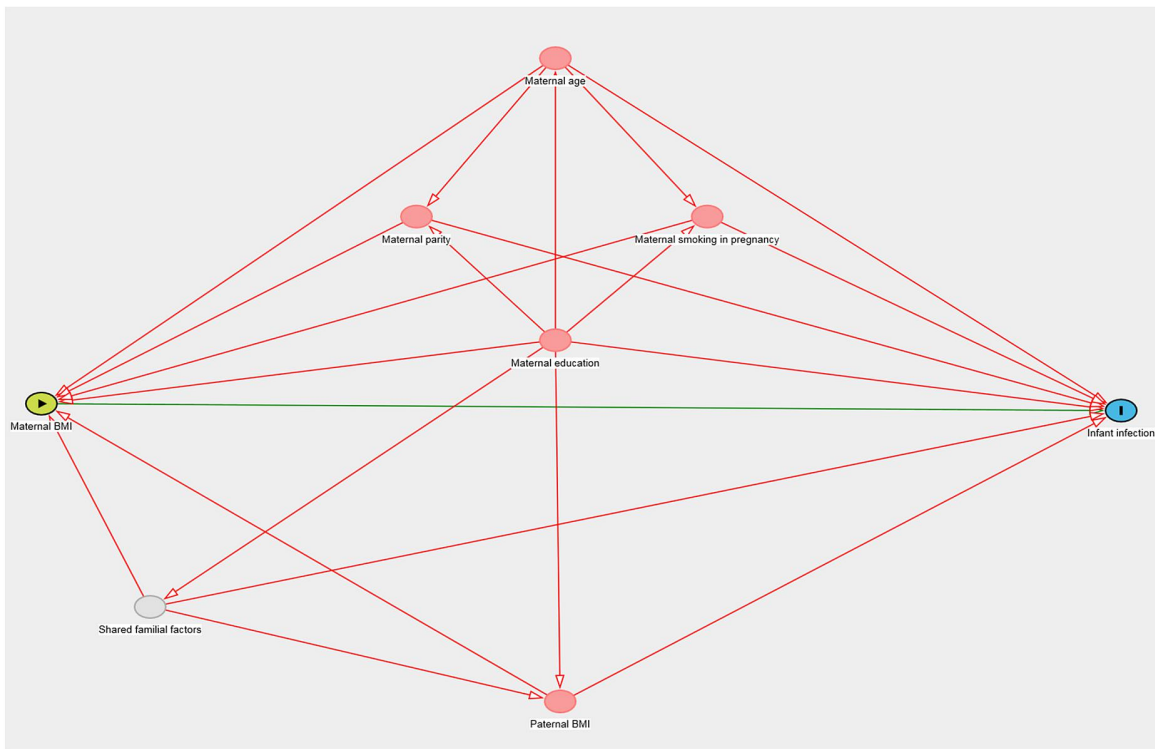 Maternal age
Maternal parity
Maternal smoking in pregnancy
Maternal education
Maternal BMI
Infant infection
Shared familial factors
Paternal BMI